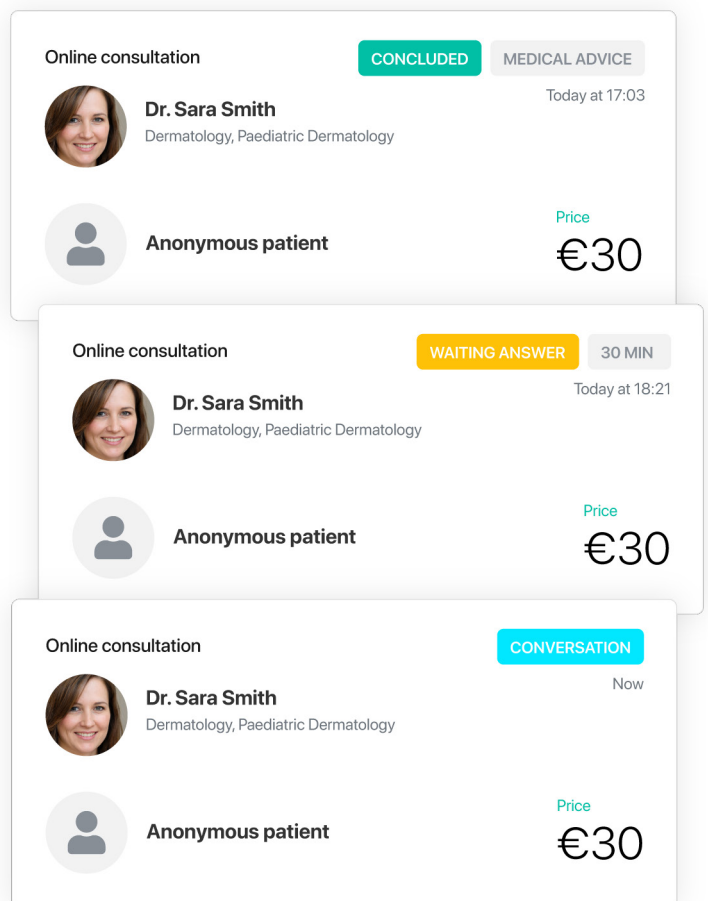 Online consultation
CONCLUDED
MEDICAL ADVICE
Today at 17:03
Dr. Sara Smith
Dermatology, Paediatric Dermatology
Anonymous patient
Price
€30
Online consultation
WAITING ANSWER
30 MIN
Today at 18:21
Dr. Sara Smith
Dermatology, Paediatric Dermatology
Anonymous patient
Price
€30
Online consultation
CONVERSATION
Now
Dr. Sara Smith
Dermatology, Paediatric Dermatology
Anonymous patient
Price
€30